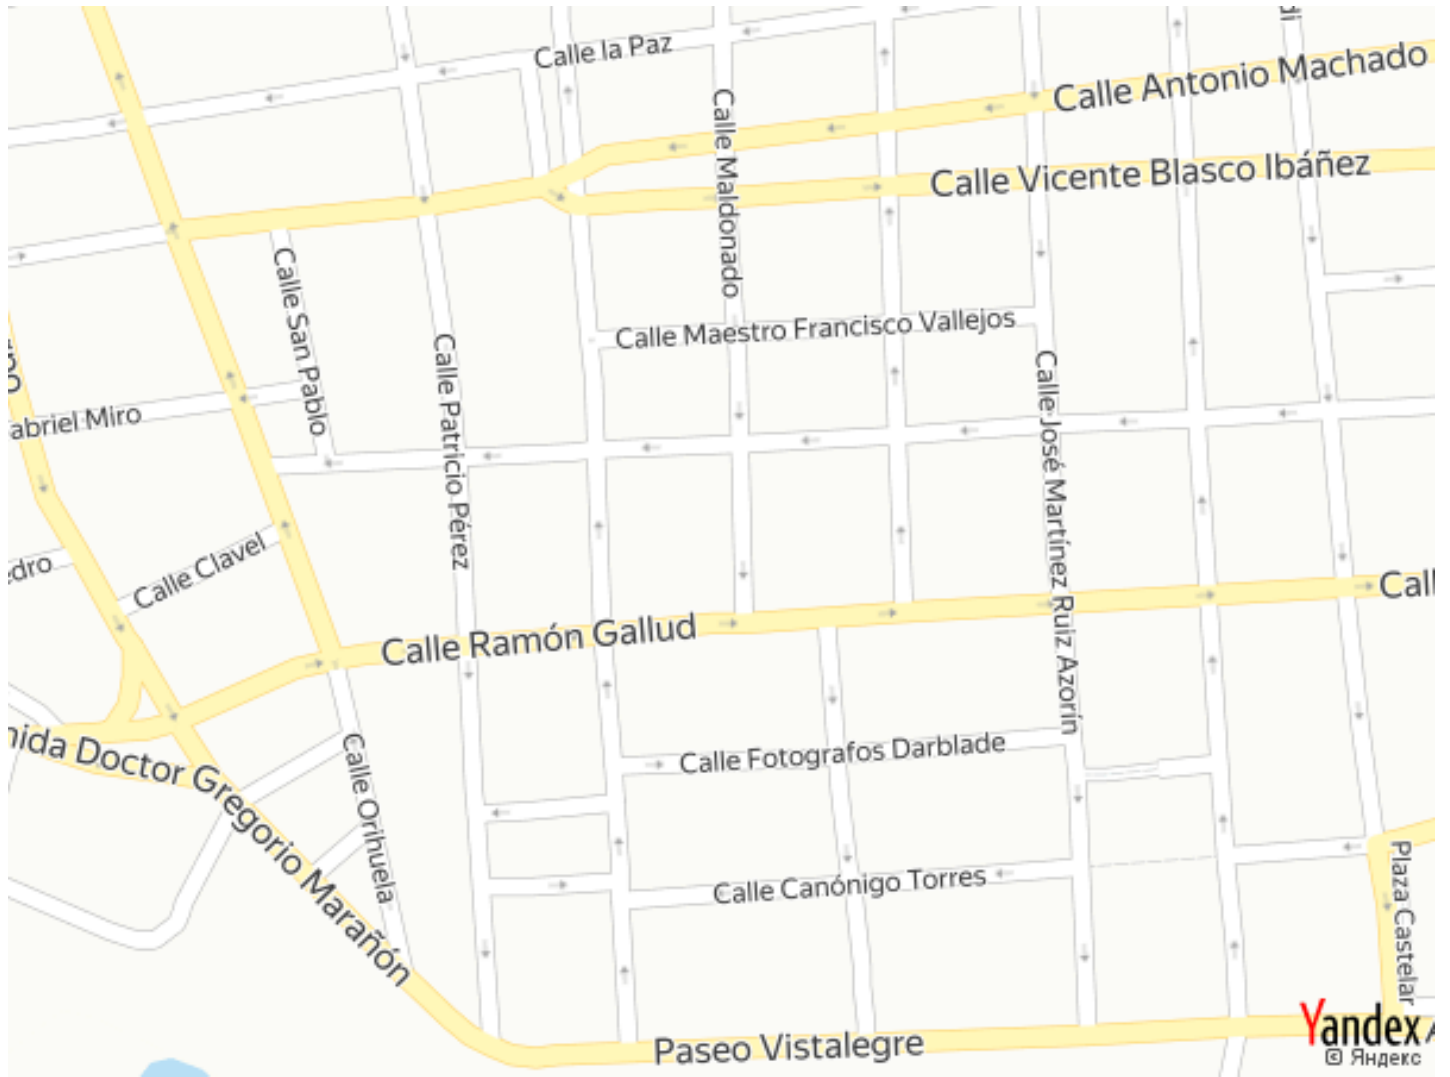 Calle la Paz
Calle Antonio Machado
Calle Maldonado
Calle Vicente Blasco Ibáñez
Calle San Pablo
Calle Maestro Francisco Vallejos
Calle Patricio Pérez
Calle José Martínez Ruiz Azorín
abriel Miro
Calle Clavel
edro
Calle Ramón Gallud
Call
nida Doctor Gregorio Marañón
Calle Orihuela
Calle Fotografos Darblade
Calle Canónigo Torres
Plaza Castelar
Paseo Vistalegre
Yandex
© Яндекс